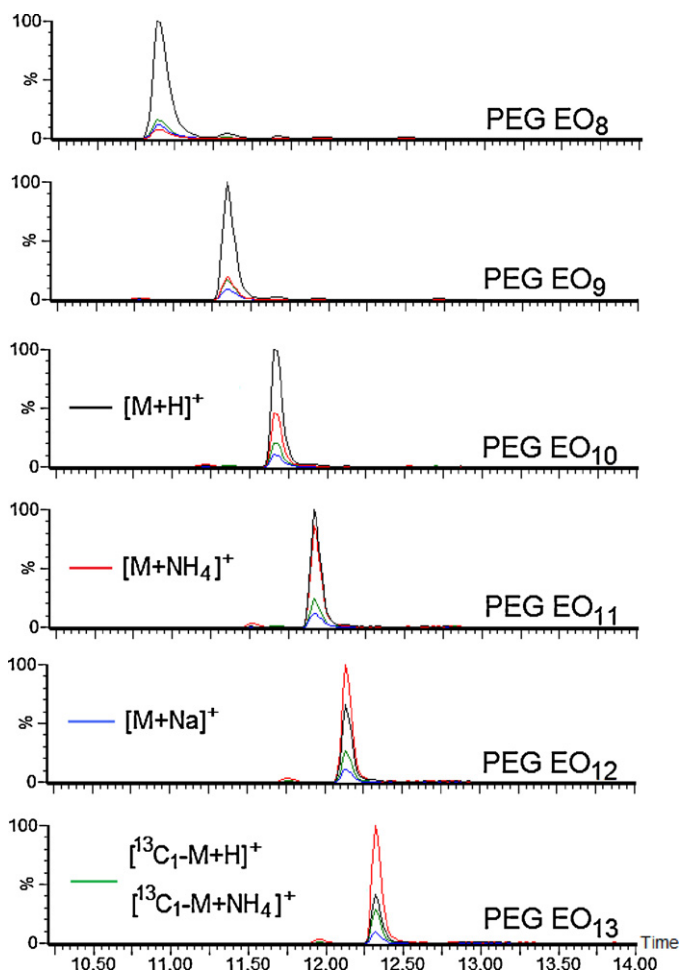 100
%
0
PEG EO₈
100
%
0
PEG EO₉
100
%
0
[M+H]⁺
PEG EO₁₀
100
%
0
[M+NH₄]⁺
PEG EO₁₁
100
%
0
[M+Na]⁺
PEG EO₁₂
100
%
0
[¹³C₁-M+H]⁺
[¹³C₁-M+NH₄]⁺
PEG EO₁₃
Time
10.50 11.00 11.50 12.00 12.50 13.00 13.50 14.00